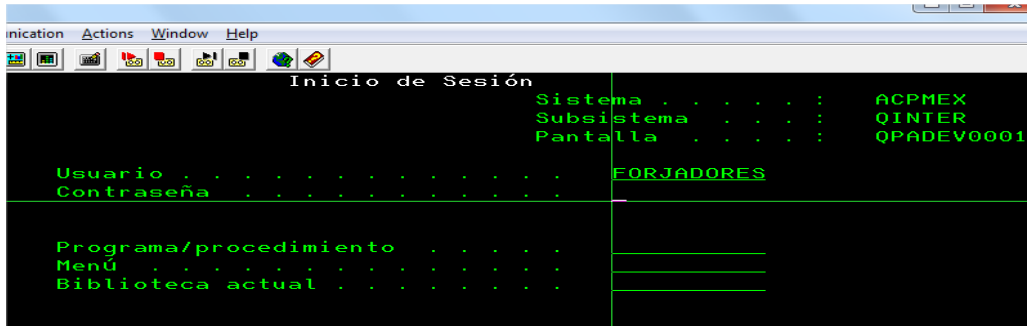 Actions Window Help
Inicio de Sesión
Sistema . . . . . : ACPMEX
Subsistema . . . : QINTER
Pantalla . . . . : QPADEV0001
Usuario . . . . . . . . . . . . . FORJADORES
Contraseña . . . . . . . . . . . .
Programa/procedimiento . . . . .
Menú . . . . . . . . . . . . . .
Biblioteca actual . . . . . . . .